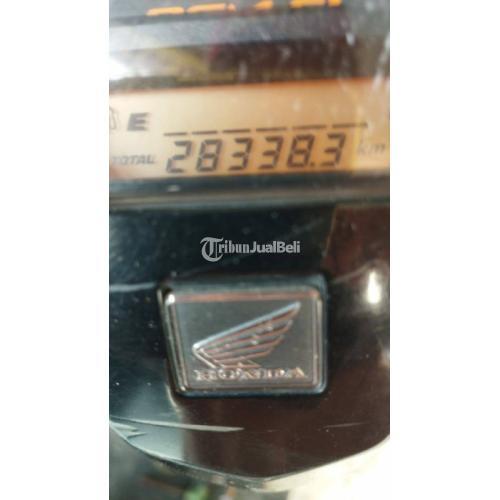 E
TOTAL 28338.3 km
TribunJualBeli
HONDA